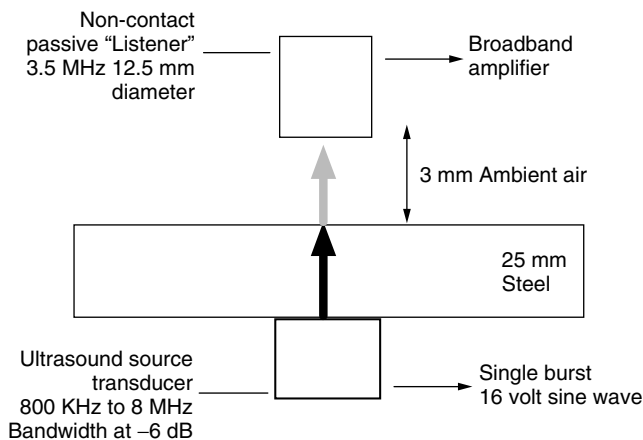 Non-contact
passive “Listener”
3.5 MHz 12.5 mm
diameter
Broadband
amplifier
3 mm Ambient air
25 mm
Steel
Ultrasound source
transducer
800 KHz to 8 MHz
Bandwidth at –6 dB
Single burst
16 volt sine wave